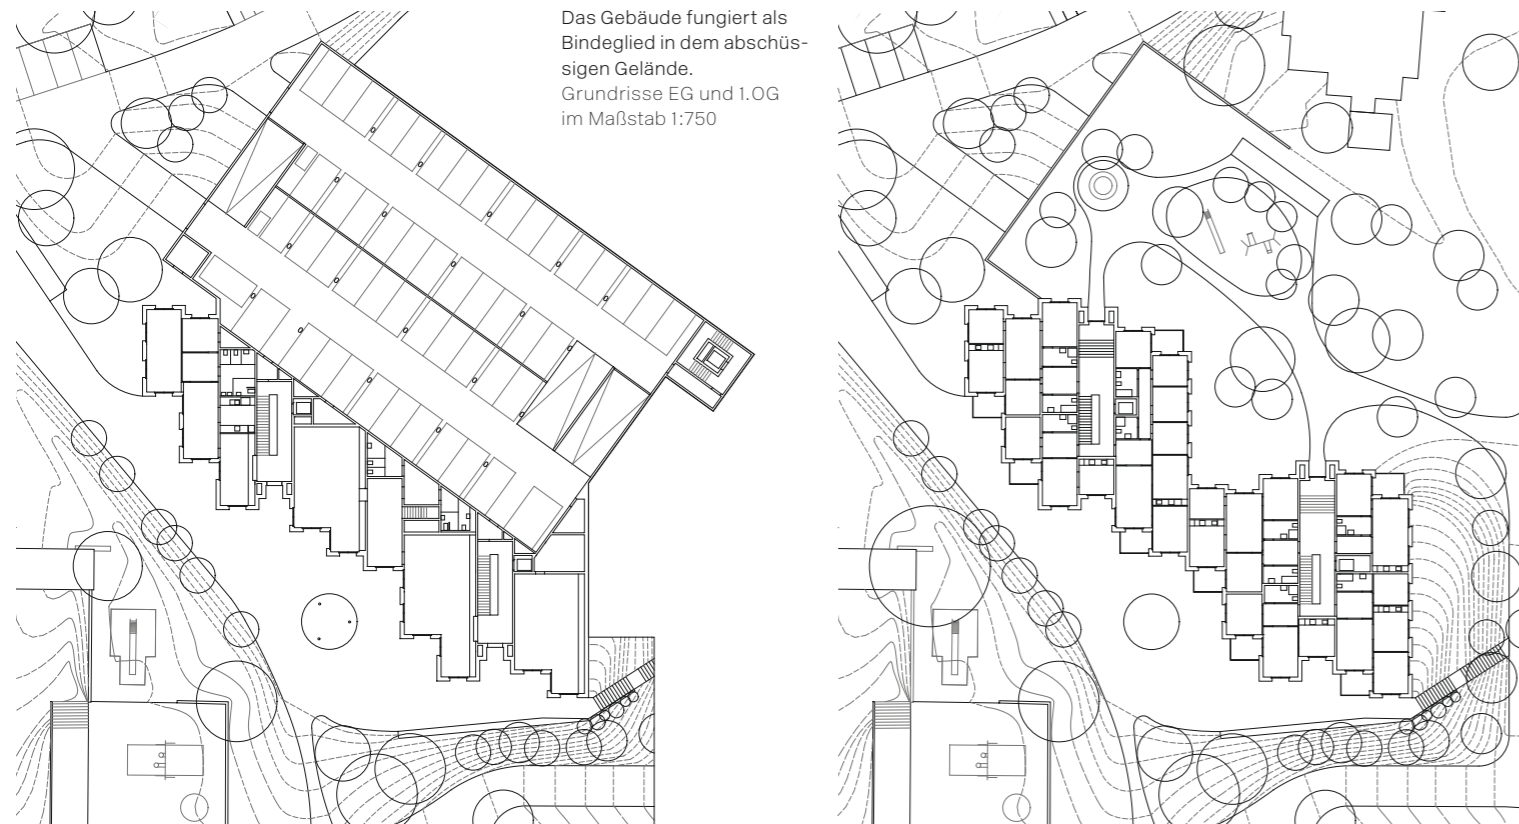 Das Gebäude fungiert als
Bindeglied in dem abschüs-
sigen Gelände.
Grundrisse EG und 1.OG
im Maßstab 1:750